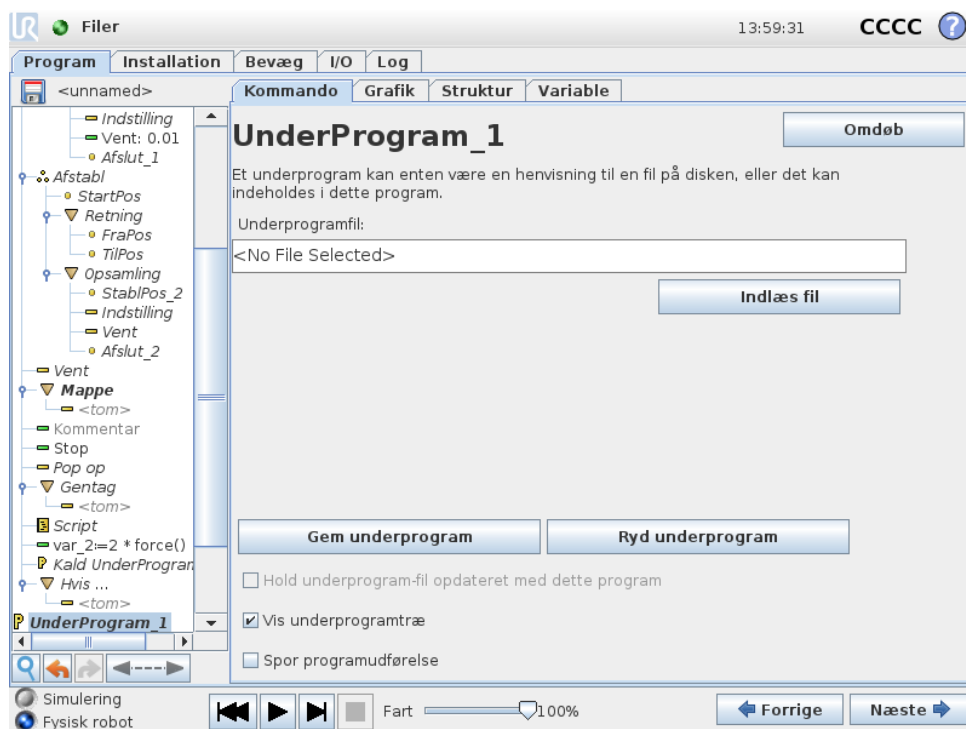 UR Filer 13:59:31 CCCC ?
Program Installation Bevæg I/O Log
<unnamed>
Indstilling
Vent: 0.01
Afslut_1
Afstabl
StartPos
Retning
FraPos
TilPos
Opsamling
StablPos_2
Indstilling
Vent
Afslut_2
Vent
Mappe
<tom>
Kommentar
Stop
Pop op
Gentag
<tom>
Script
var_2:=2 * force()
Kald UnderProgran
Hvis ...
<tom>
UnderProgram_1
Kommando Grafik Struktur Variable
UnderProgram_1
Omdøb
Et underprogram kan enten være en henvisning til en fil på disken, eller det kan
indeholdes i dette program.
Underprogramfil:
<No File Selected>
Indlæs fil
Gem underprogram Ryd underprogram
Hold underprogram-fil opdateret med dette program
Vis underprogramtræ
Spor programudførelse
Simulering
Fysisk robot
Fart 100%
Forrige Næste